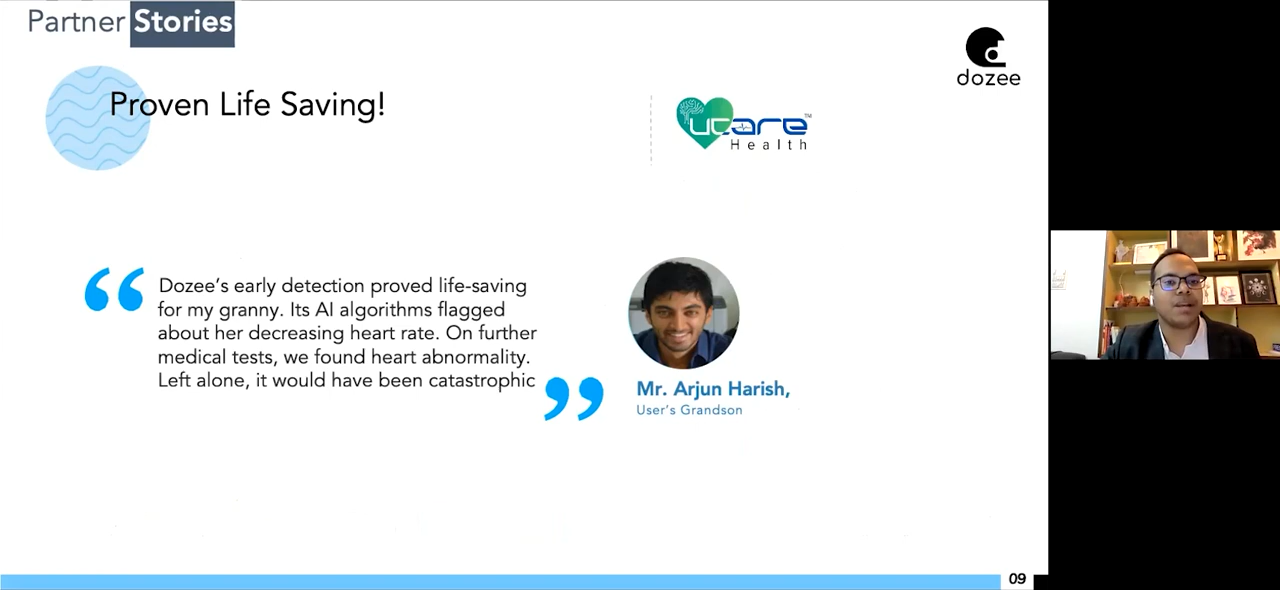 Partner Stories
dozee
Proven Life Saving!
ucare™
Health
“ Dozee’s early detection proved life-saving
for my granny. Its AI algorithms flagged
about her decreasing heart rate. On further
medical tests, we found heart abnormality.
Left alone, it would have been catastrophic ”
Mr. Arjun Harish,
User’s Grandson
09